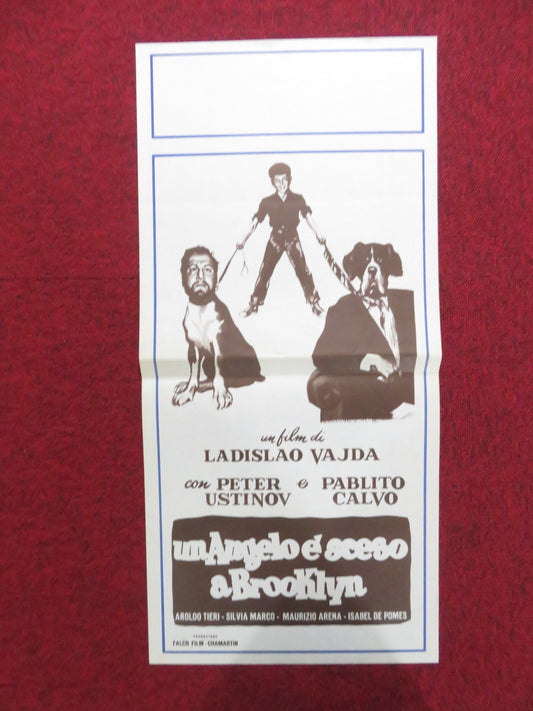 un film di
LADISLAO VAJDA
con PETER e PABLITO
USTINOV CALVO
un Angelo è sceso
a BrooKlyn
AROLDO TIERI - SILVIA MARCO - MAURIZIO ARENA - ISABEL DE POMES
PRODUZIONE
FALCO FILM - CHAMARTIN